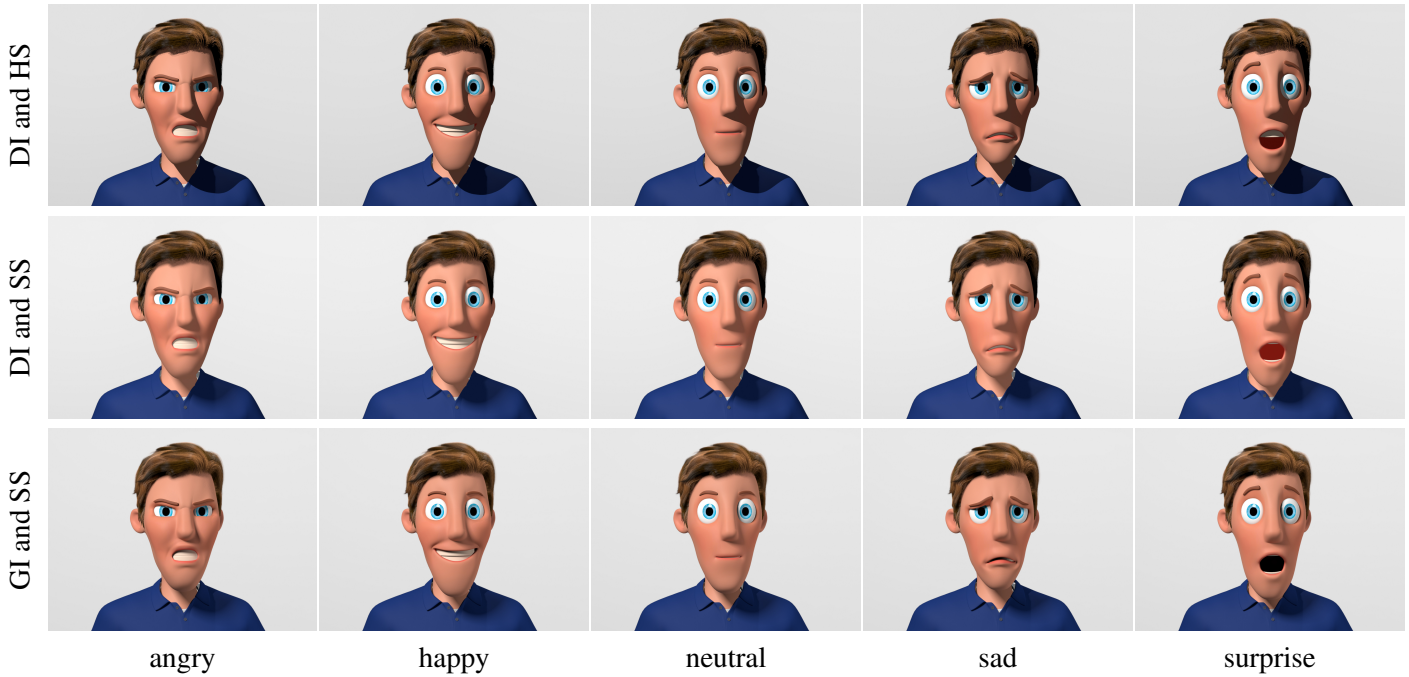 DI and HS
DI and SS
GI and SS
angry
happy
neutral
sad
surprise